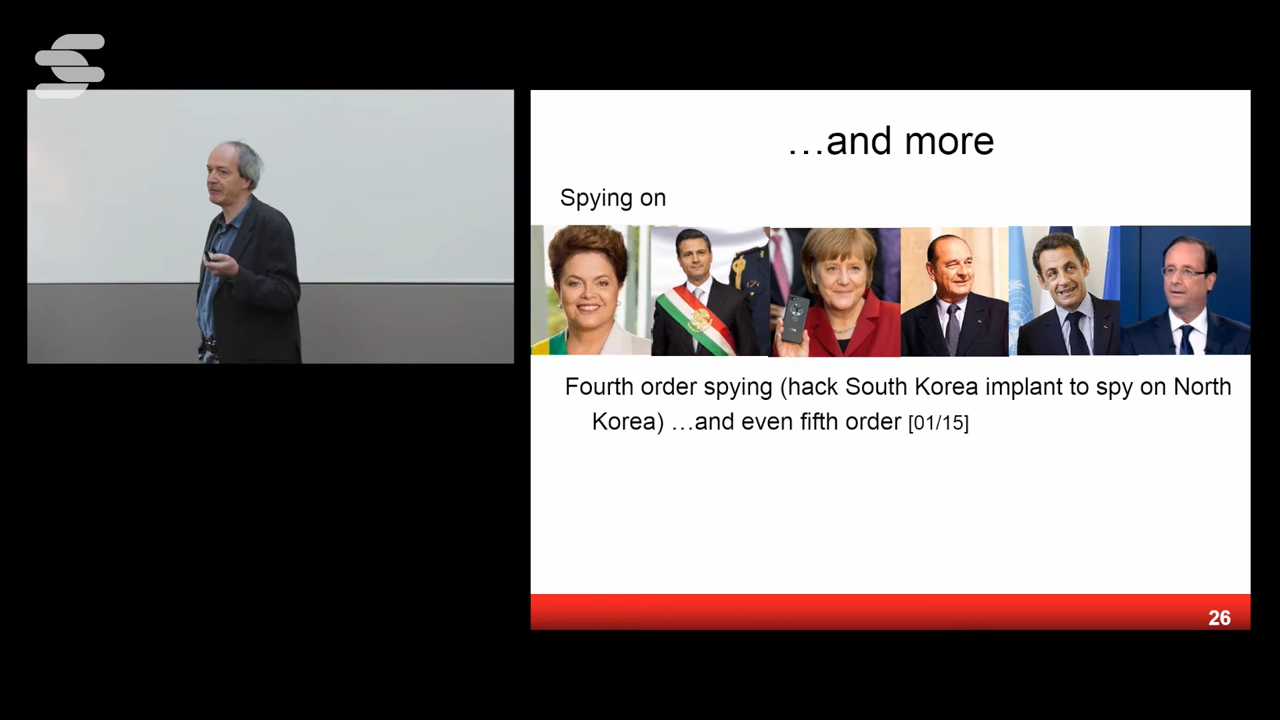 …and more
Spying on
Fourth order spying (hack South Korea implant to spy on North
Korea) …and even fifth order [01/15]
26